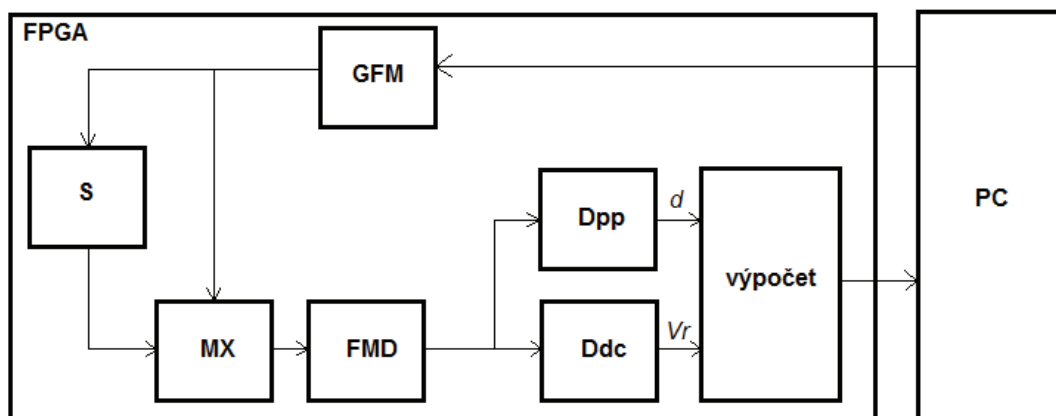 FPGA
GFM
S
PC
Dpp
d
výpočet
MX
FMD
Ddc
Vr